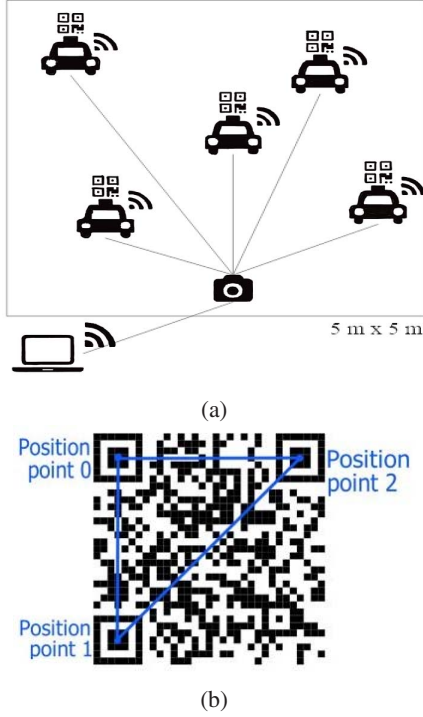 5 m x 5 m
(a)
Position
point 0
Position
point 2
Position
point 1
(b)